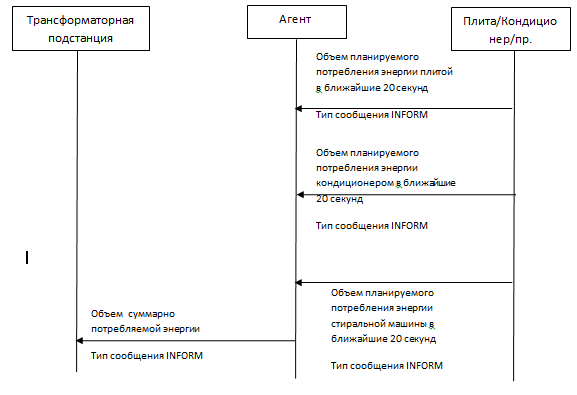 Трансформаторная
подстанция
Агент
Плита/Кондицио
нер/пр.
Объем планируемого
потребления энергии плитой
в ближайшие 20 секунд
Тип сообщения INFORM
Объем планируемого
потребления энергии
кондиционером в ближайшие
20 секунд
Тип сообщения INFORM
Объем планируемого
потребления энергии
стиральной машины в
ближайшие 20 секунд
Тип сообщения INFORM
Объем суммарно
потребляемой энергии
Тип сообщения INFORM